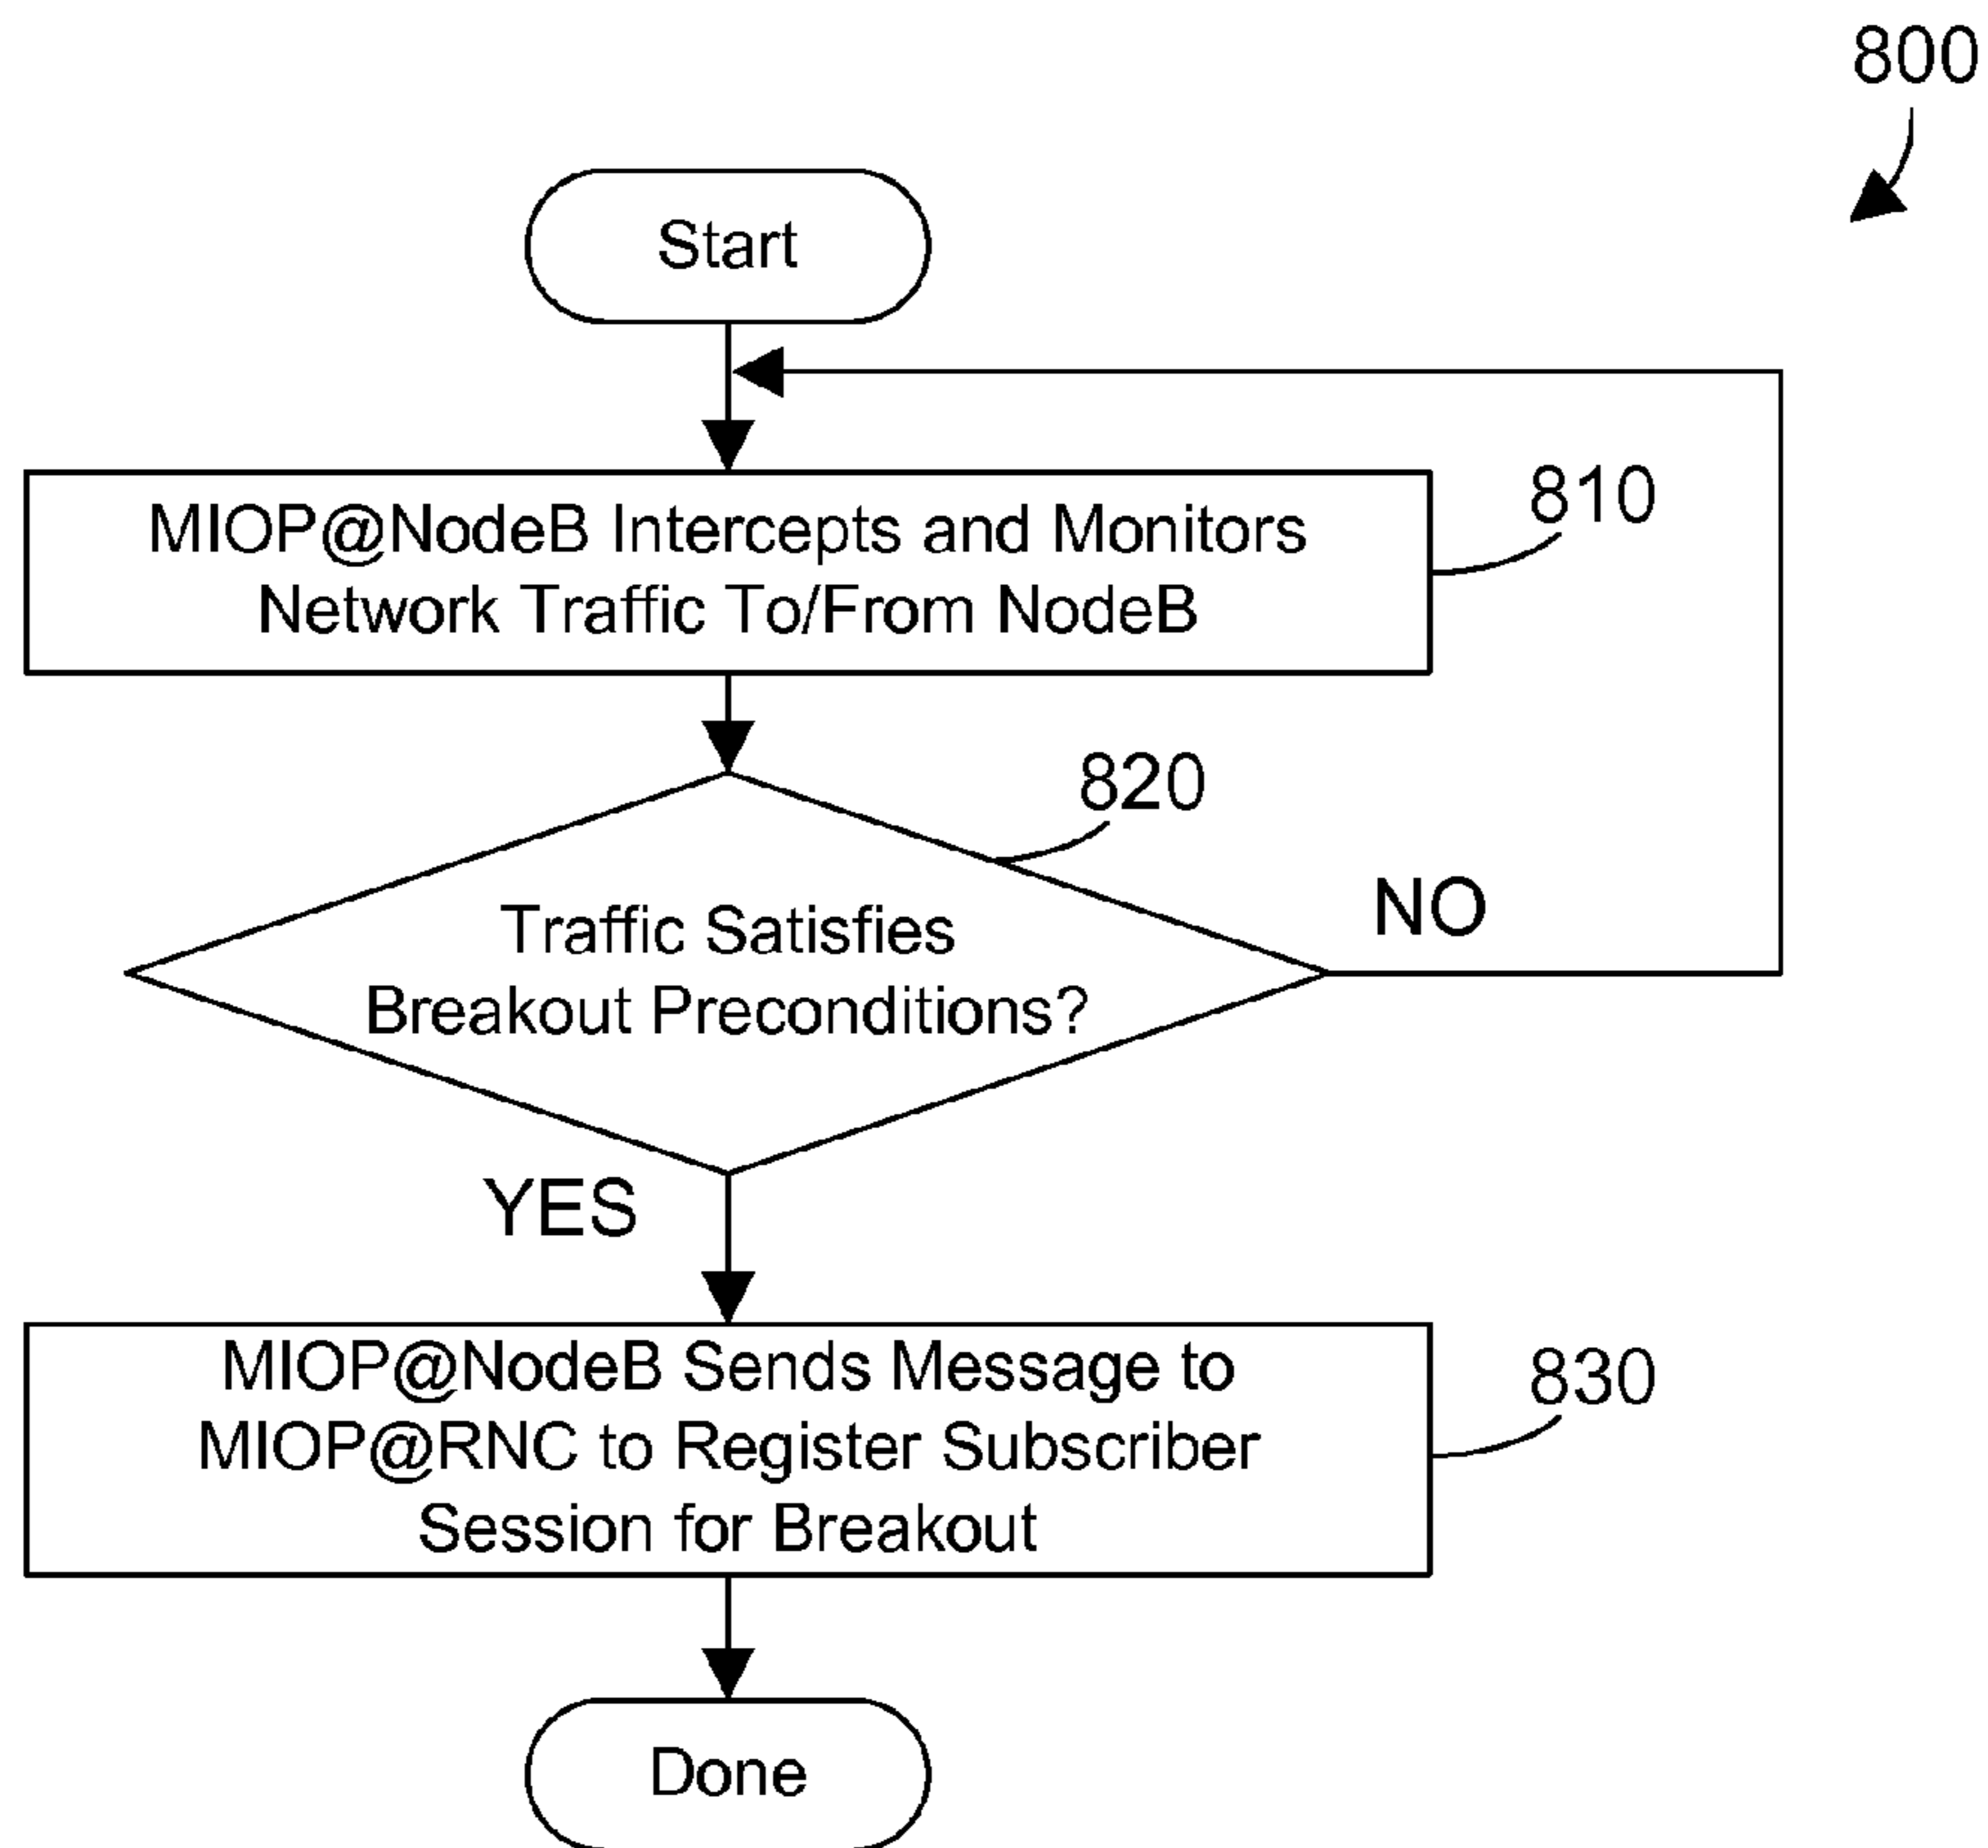 800
Start
MIOP@NodeB Intercepts and Monitors
Network Traffic To/From NodeB
810
820
Traffic Satisfies
Breakout Preconditions?
NO
YES
MIOP@NodeB Sends Message to
MIOP@RNC to Register Subscriber
Session for Breakout
830
Done